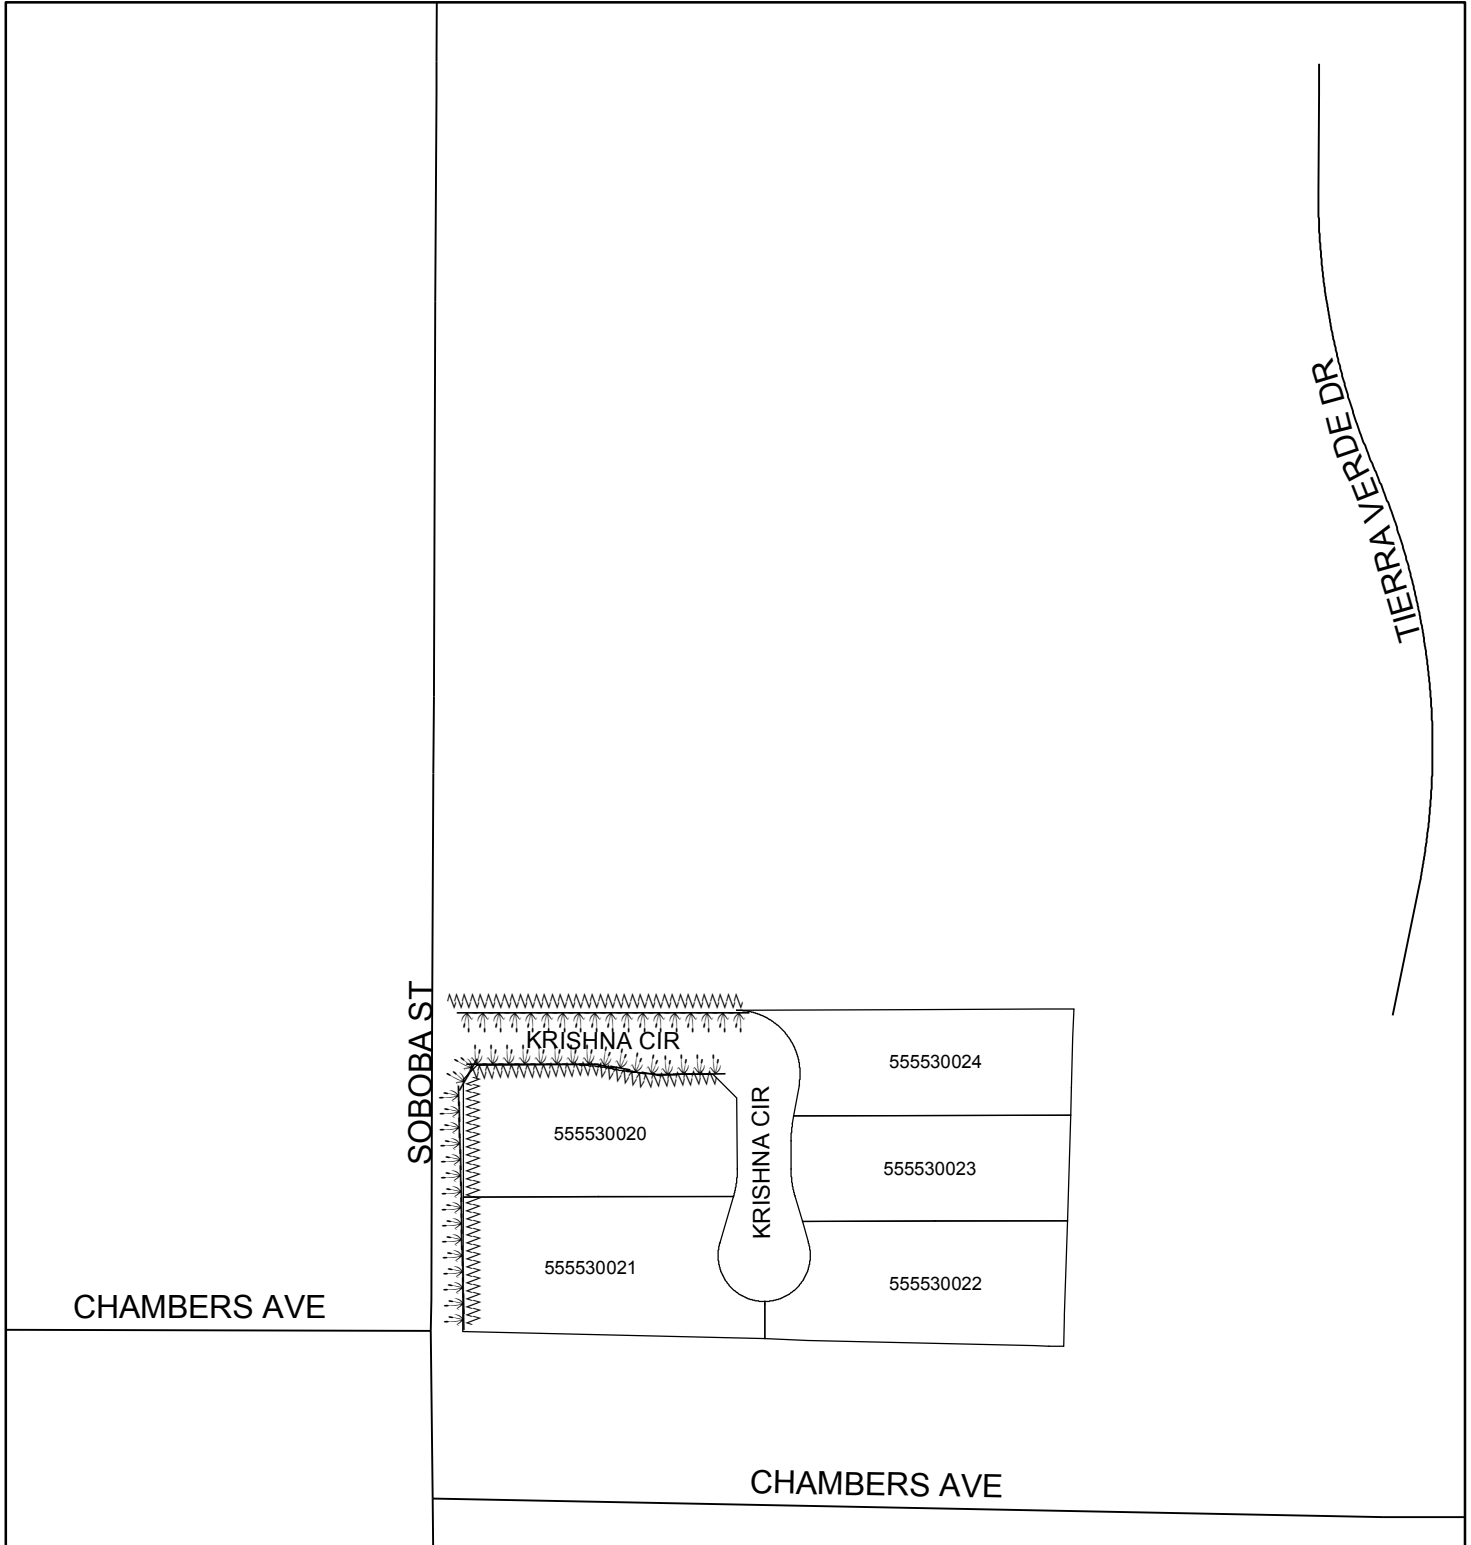 TIERRA VERDE DR
SOBOBA ST
KRISHNA CIR
555530024
KRISHNA CIR
555530020
555530023
555530021
555530022
CHAMBERS AVE
CHAMBERS AVE